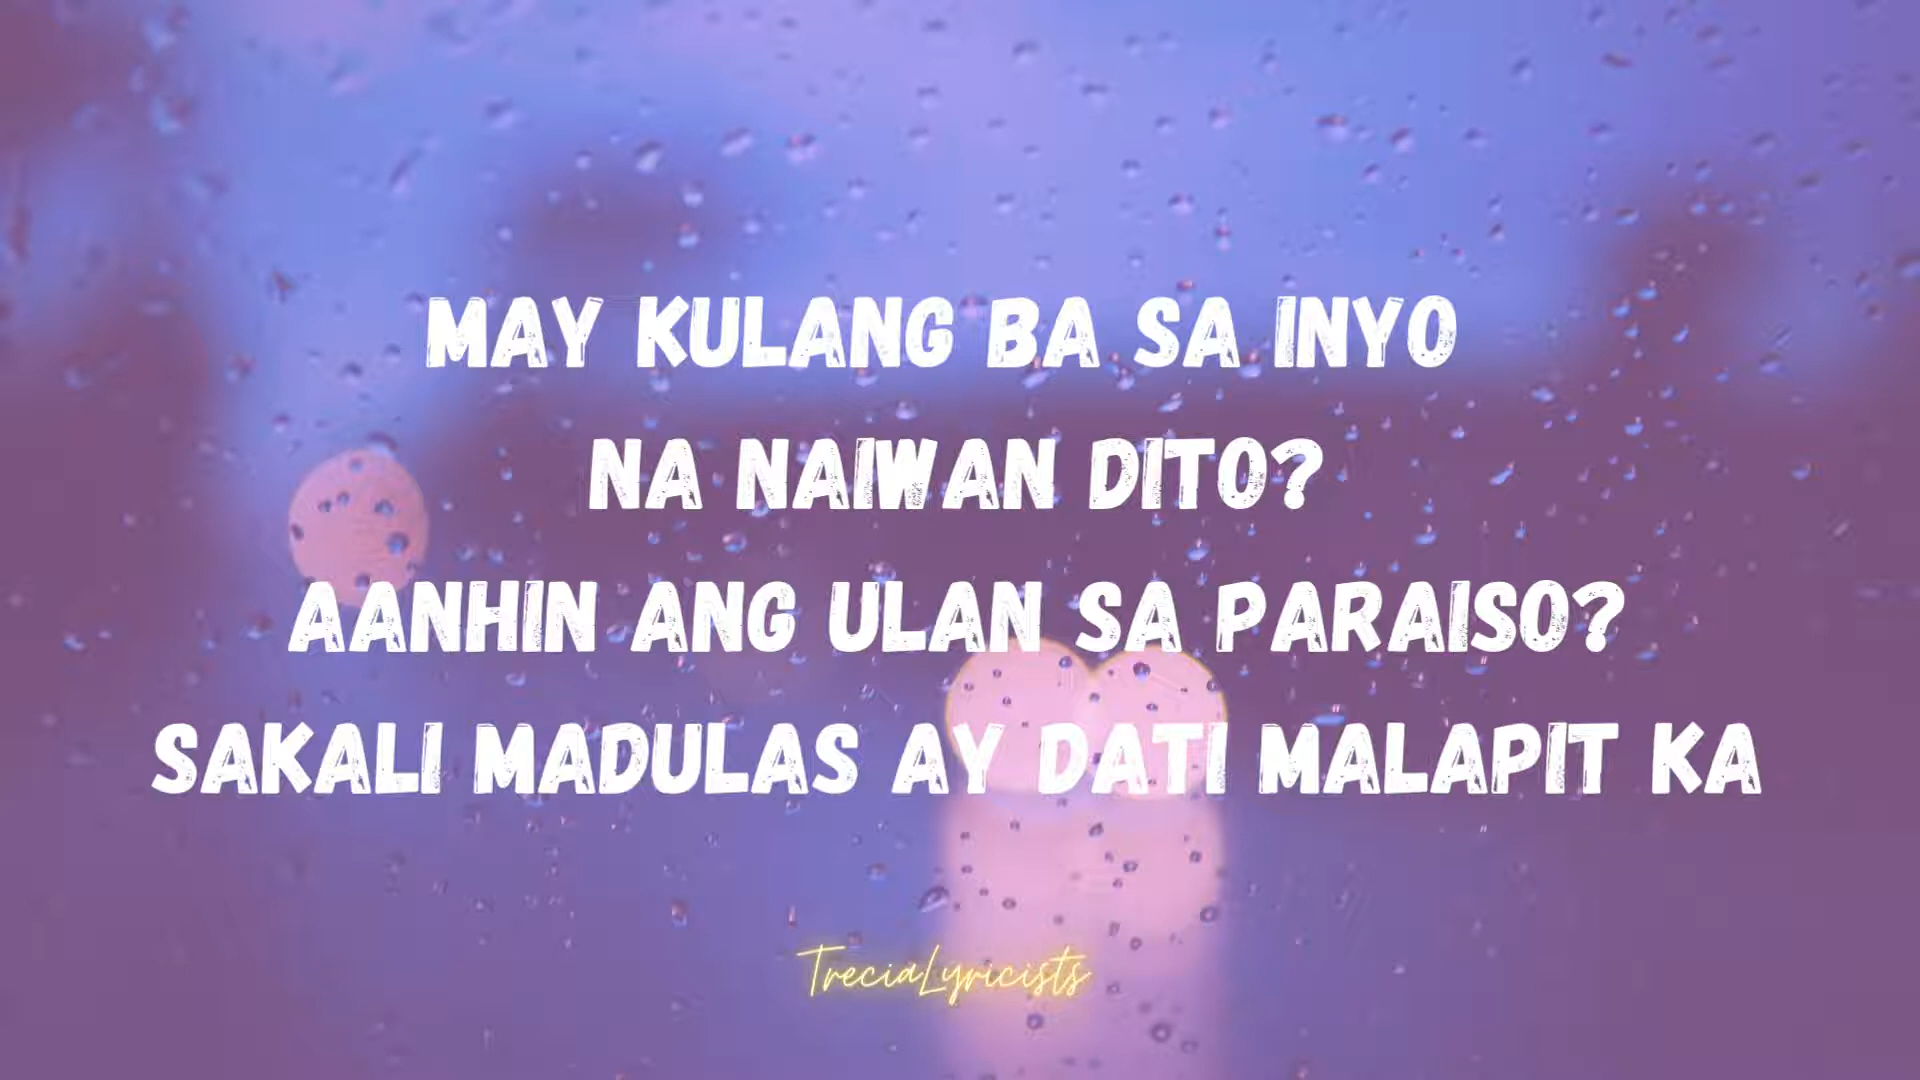 MAY KULANG BA SA INYO
NA NAIWAN DITO?
AANHIN ANG ULAN SA PARAISO?
SAKALI MADULAS AY DATI MALAPIT KA
TreciaLyricists